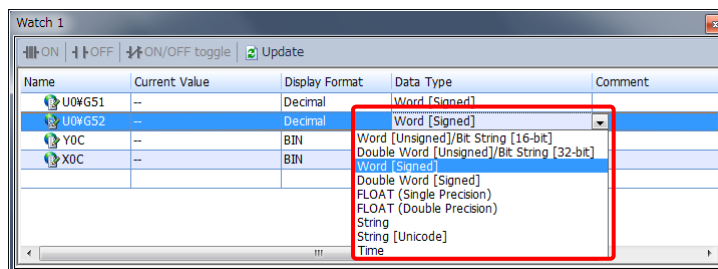 Watch 1
ON OFF ON/OFF toggle Update
Name Current Value Display Format Data Type Comment
U0¥G51 -- Decimal Word [Signed]
U0¥G52 -- Decimal Word [Signed]
Y0C -- BIN
X0C -- BIN
Word [Unsigned]/Bit String [16-bit]
Double Word [Unsigned]/Bit String [32-bit]
Word [Signed]
Double Word [Signed]
FLOAT (Single Precision)
FLOAT (Double Precision)
String
String [Unicode]
Time